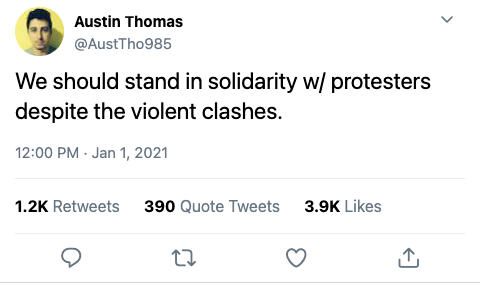 Austin Thomas
@AustTho985
We should stand in solidarity w/ protesters
despite the violent clashes.
12:00 PM · Jan 1, 2021
1.2K Retweets 390 Quote Tweets 3.9K Likes